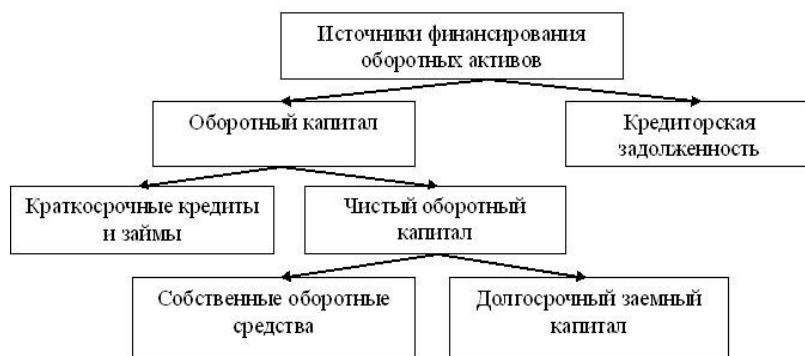 Источники финансирования
оборотных активов
Оборотный капитал
Кредиторская
задолженность
Краткосрочные кредиты
и займы
Чистый оборотный
капитал
Собственные оборотные
средства
Долгосрочный заемный
капитал